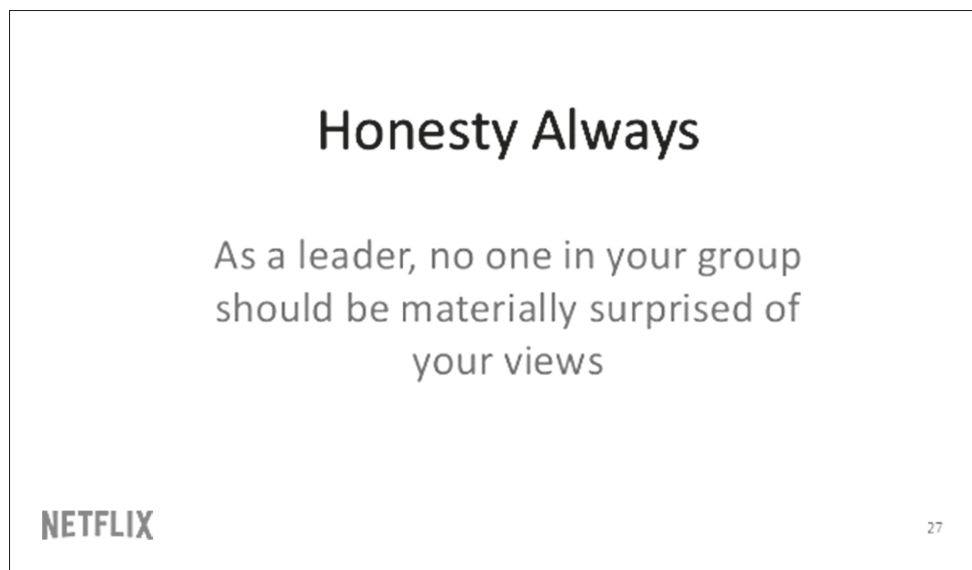 Honesty Always
As a leader, no one in your group
should be materially surprised of
your views
NETFLIX
27